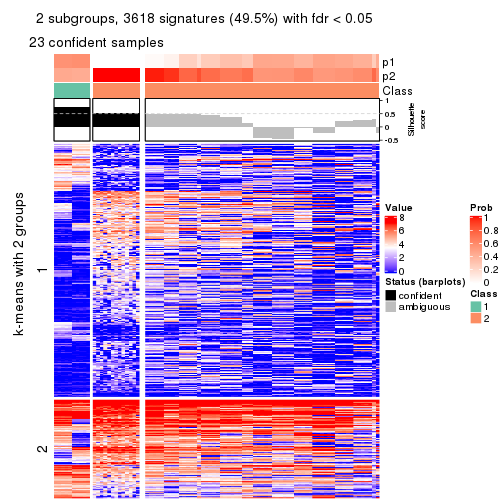 2 subgroups, 3618 signatures (49.5%) with fdr < 0.05
23 confident samples
p1
p2
Class
1
0.5
0
-0.5
Silhouette
score
k-means with 2 groups
1
2
Value
8
6
4
2
0
Prob
1
0.8
0.6
0.4
0.2
0
Status (barplots)
confident
ambiguous
Class
1
2